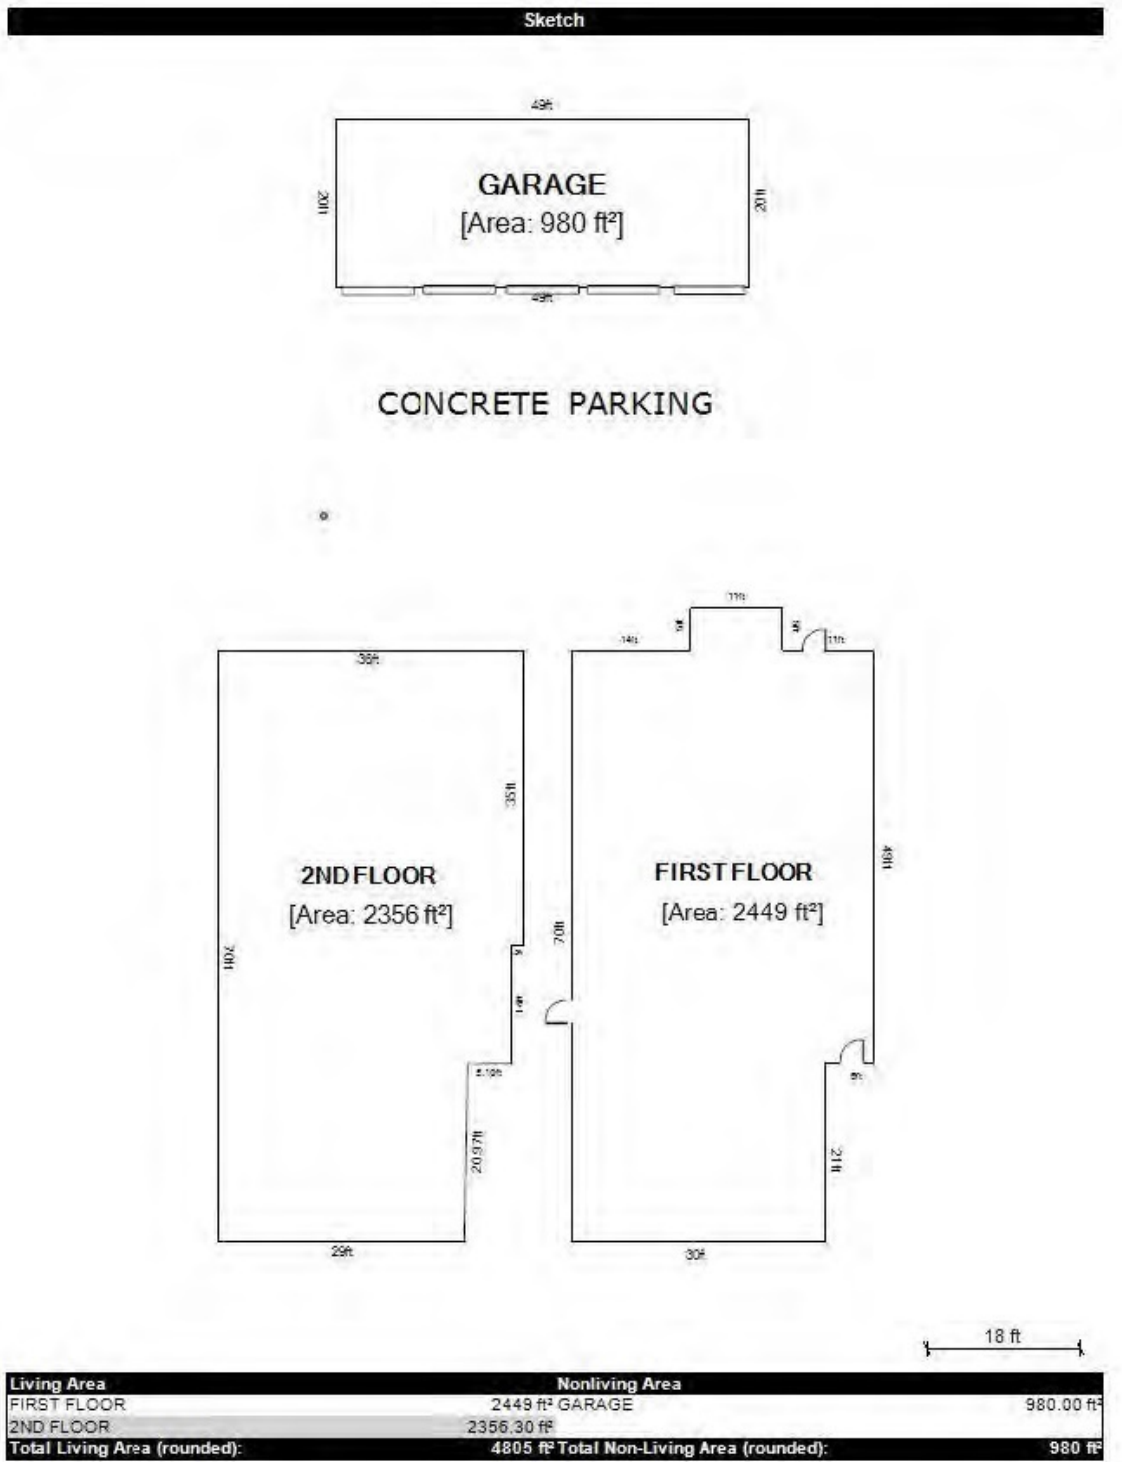 Sketch
49ft
20ft
GARAGE
20ft
[Area: 980 ft²]
49ft
CONCRETE PARKING
11ft
14ft
11ft
36ft
35ft
49ft
2ND FLOOR
FIRST FLOOR
[Area: 2356 ft²]
[Area: 2449 ft²]
70ft
70ft
14ft
6ft
20.97ft
21ft
29ft
30ft
18 ft
Living Area Nonliving Area
FIRST FLOOR 2449 ft² GARAGE 980.00 ft²
2ND FLOOR 2356.30 ft²
Total Living Area (rounded): 4805 ft² Total Non-Living Area (rounded): 980 ft²